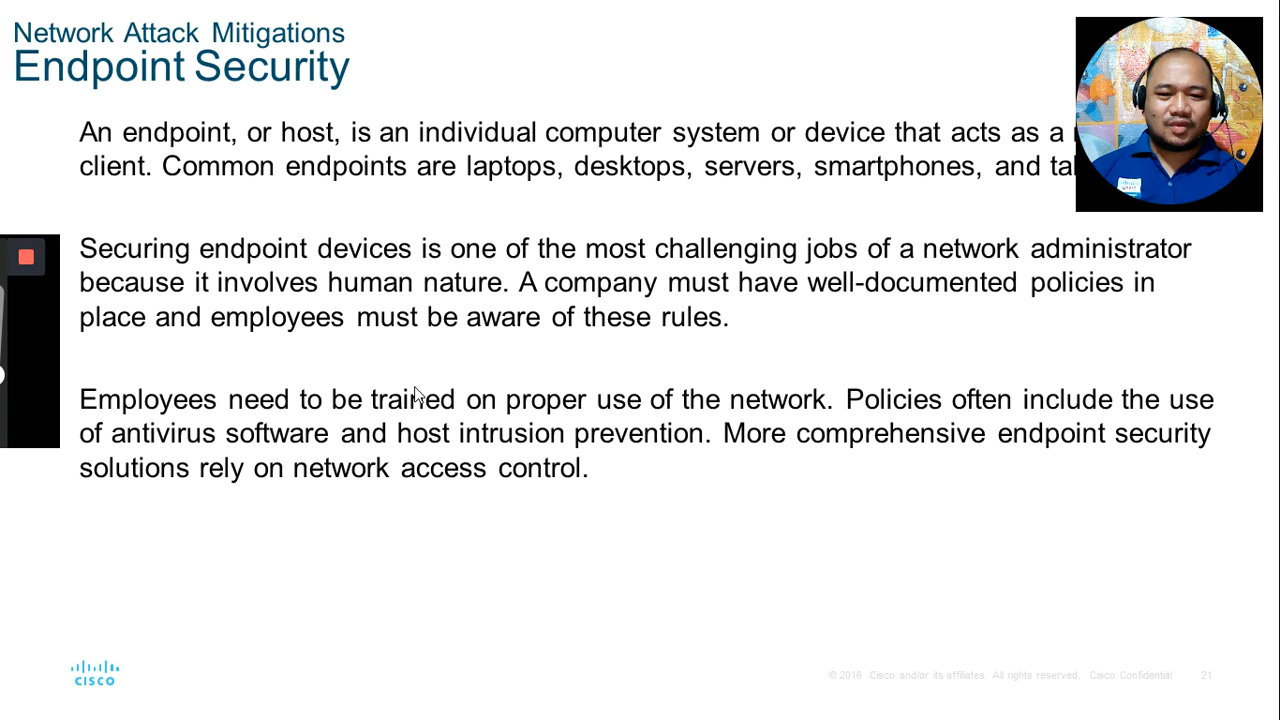 Network Attack Mitigations
Endpoint Security
An endpoint, or host, is an individual computer system or device that acts as a
client. Common endpoints are laptops, desktops, servers, smartphones, and
Securing endpoint devices is one of the most challenging jobs of a network administrator
because it involves human nature. A company must have well-documented policies in
place and employees must be aware of these rules.
Employees need to be trained on proper use of the network. Policies often include the use
of antivirus software and host intrusion prevention. More comprehensive endpoint security
solutions rely on network access control.
CISCO
© 2016 Cisco and/or its affiliates. All rights reserved. Cisco Confidential 21